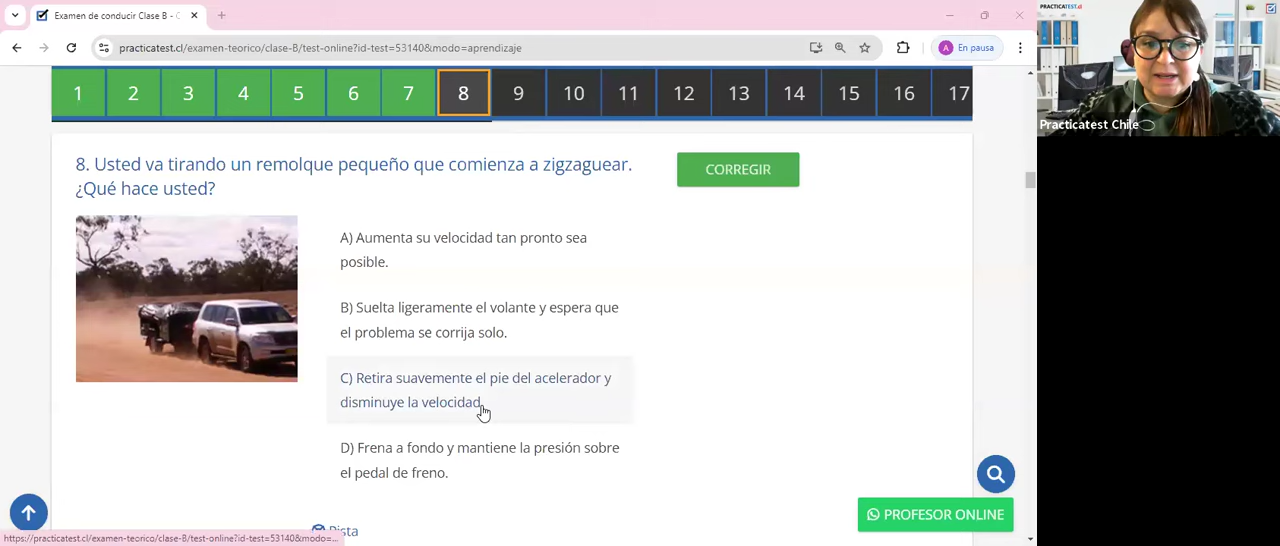 Examen de conducir Clase B - C
practicatest.cl/examen-teorico/clase-B/test-online?id-test=53140&modo=aprendizaje
A
En pausa
PRACTICATEST.cl
Practicatest Chile
1 2 3 4 5 6 7 8 9 10 11 12 13 14 15 16 17
8. Usted va tirando un remolque pequeño que comienza a zigzaguear.
¿Qué hace usted?
CORREGIR
A) Aumenta su velocidad tan pronto sea
posible.
B) Suelta ligeramente el volante y espera que
el problema se corrija solo.
C) Retira suavemente el pie del acelerador y
disminuye la velocidad.
D) Frena a fondo y mantiene la presión sobre
el pedal de freno.
Pista
PROFESOR ONLINE
https://practicatest.cl/examen-teorico/clase-B/test-online?id-test=53140&modo=...